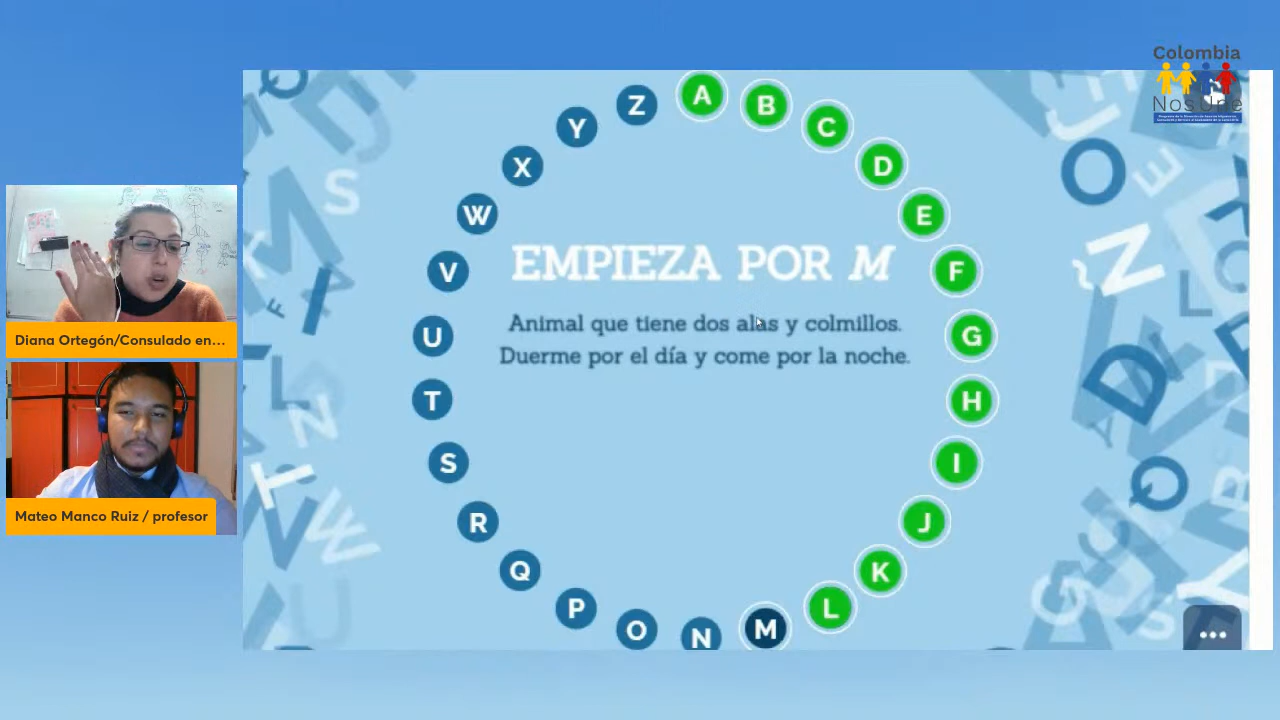 Colombia
Nos Une
EMPIEZA POR M
Animal que tiene dos alas y colmillos.
Duerme por el día y come por la noche.
A
B
C
D
E
F
G
H
I
J
K
L
M
N
O
P
Q
R
S
T
U
V
W
X
Y
Z
Diana Ortegón/Consulado en...
Mateo Manco Ruiz / profesor